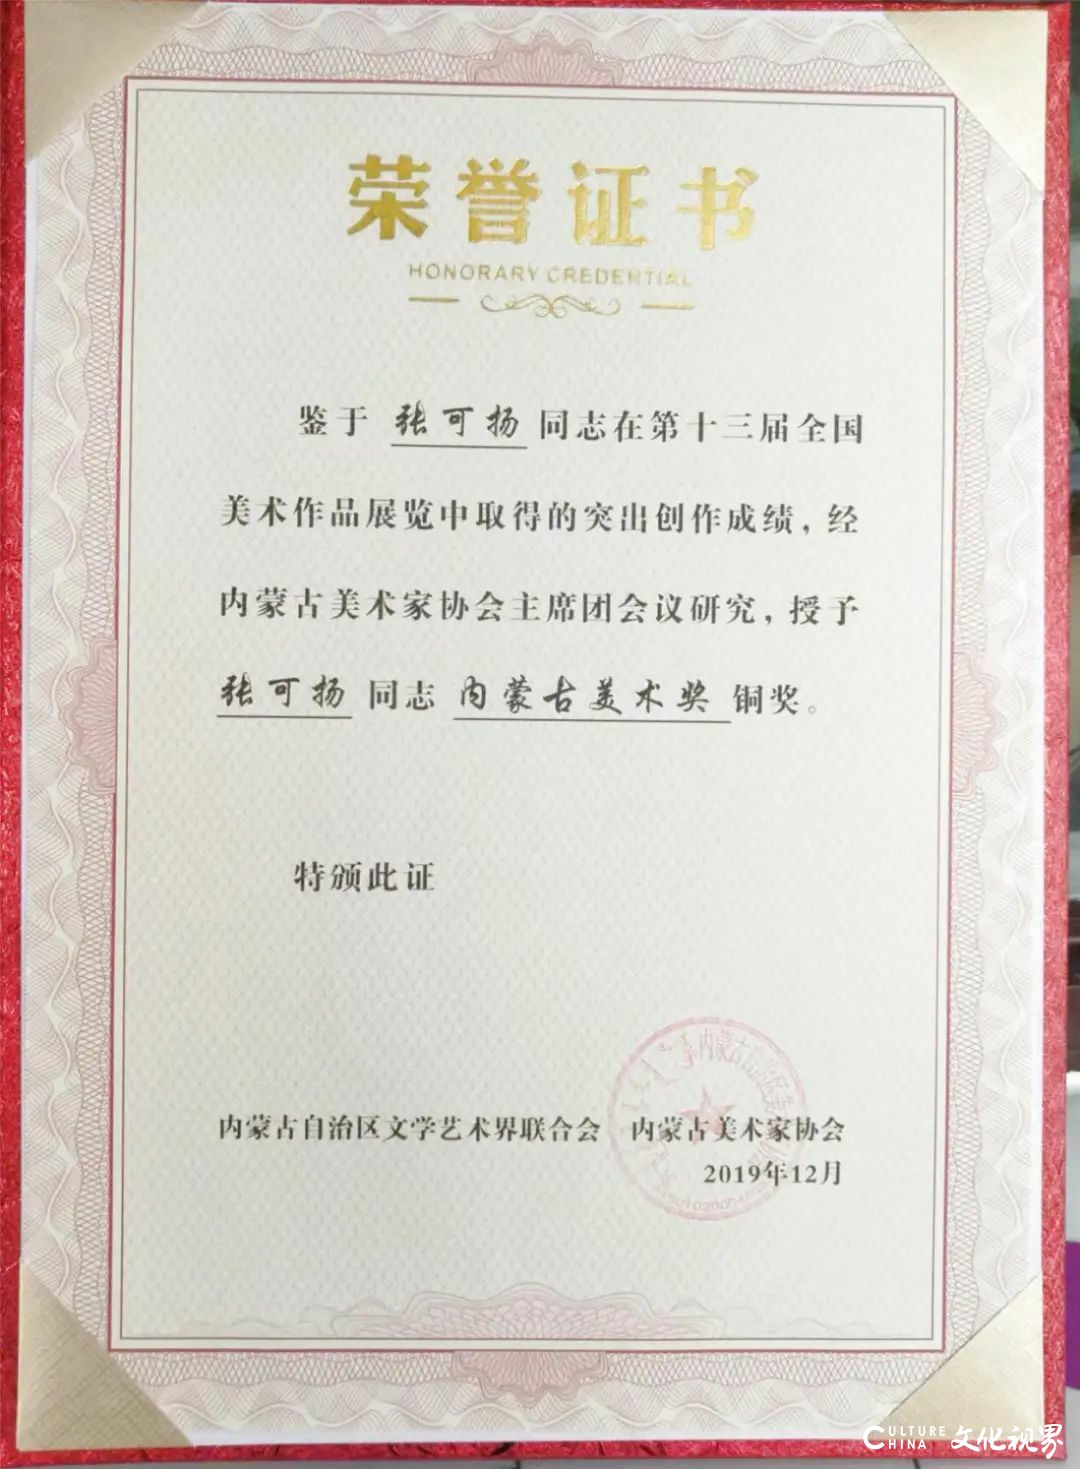 荣誉证书
HONORARY CREDENTIAL
鉴于 张可扬 同志在第十三届全国
美术作品展览中取得的突出创作成绩，经
内蒙古美术家协会主席团会议研究，授予
张可扬 同志 内蒙古美术奖 铜奖。
特颁此证
内蒙古自治区文学艺术界联合会 内蒙古美术家协会
2019年12月
CULTURE CHINA 文化视界